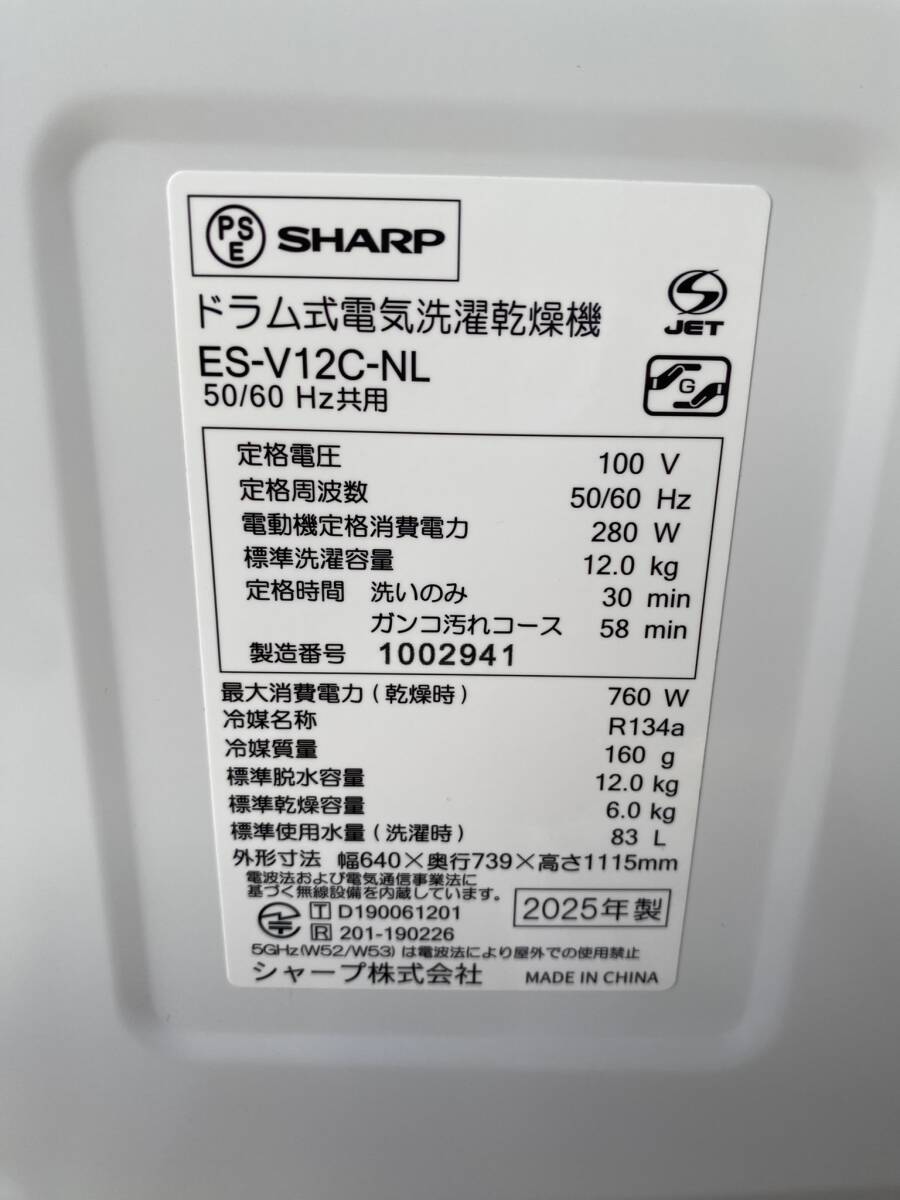 PSE SHARP
ドラム式電気洗濯乾燥機
JET
ES-V12C-NL
50/60 Hz共用
G
定格電圧 100 V
定格周波数 50/60 Hz
電動機定格消費電力 280 W
標準洗濯容量 12.0 kg
定格時間 洗いのみ 30 min
ガンコ汚れコース 58 min
製造番号 1002941
最大消費電力(乾燥時) 760 W
冷媒名称 R134a
冷媒質量 160 g
標準脱水容量 12.0 kg
標準乾燥容量 6.0 kg
標準使用水量(洗濯時) 83 L
外形寸法 幅640×奥行739×高さ1115mm
電波法および電気通信事業法に
基づく無線設備を内蔵しています。
T D190061201
R 201-190226
2025年製
5GHz(W52/W53)は電波法により屋外での使用禁止
シャープ株式会社 MADE IN CHINA